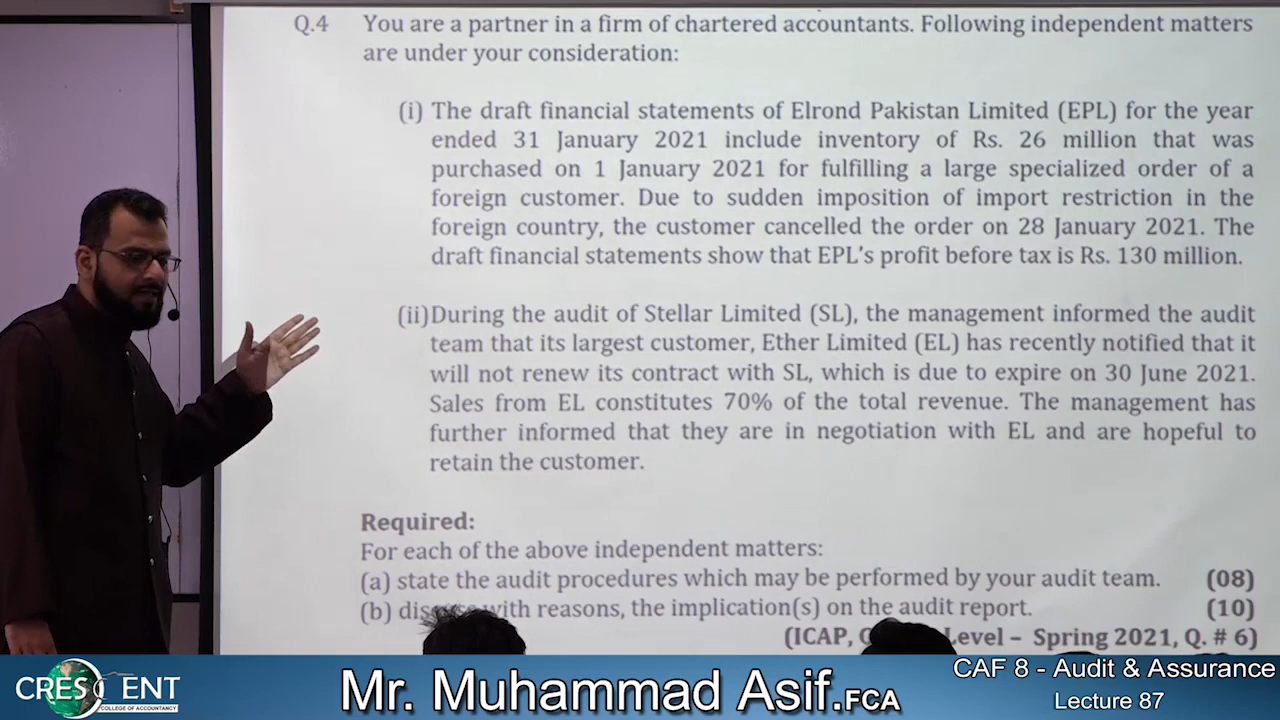 Q.4 You are a partner in a firm of chartered accountants. Following independent matters
are under your consideration:
(i) The draft financial statements of Elrond Pakistan Limited (EPL) for the year
ended 31 January 2021 include inventory of Rs. 26 million that was
purchased on 1 January 2021 for fulfilling a large specialized order of a
foreign customer. Due to sudden imposition of import restriction in the
foreign country, the customer cancelled the order on 28 January 2021. The
draft financial statements show that EPL's profit before tax is Rs. 130 million.
(ii) During the audit of Stellar Limited (SL), the management informed the audit
team that its largest customer, Ether Limited (EL) has recently notified that it
will not renew its contract with SL, which is due to expire on 30 June 2021.
Sales from EL constitutes 70% of the total revenue. The management has
further informed that they are in negotiation with EL and are hopeful to
retain the customer.
Required:
For each of the above independent matters:
(a) state the audit procedures which may be performed by your audit team. (08)
(b) with reasons, the implication(s) on the audit report. (10)
(ICAP, Level – Spring 2021, Q. # 6)
CRESCENT
COLLEGE OF ACCOUNTANCY
Mr. Muhammad Asif.FCA
CAF 8 - Audit & Assurance
Lecture 87